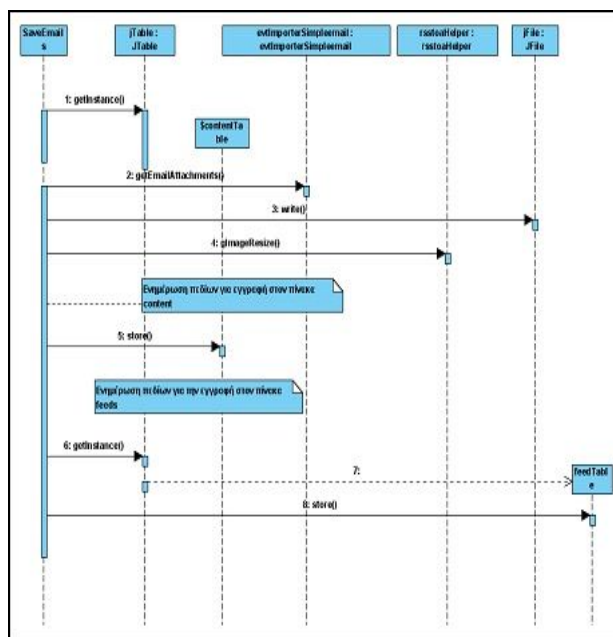 SaveEmail
s
jTable :
JTable
evtImporterSimpleemail :
evtImporterSimpleemail
rsstoaHelper :
rsstoaHelper
jFile :
JFile
1: getInstance()
$contentTa
ble
2: getEmailAttachments()
3: write()
4: gImageResize()
Ενημέρωση πεδίων για εγγραφή στον πίνακα
content
5: store()
Ενημέρωση πεδίων για την εγγραφή στον πίνακα
feeds
6: getInstance()
7:
feedTabl
e
8: store()